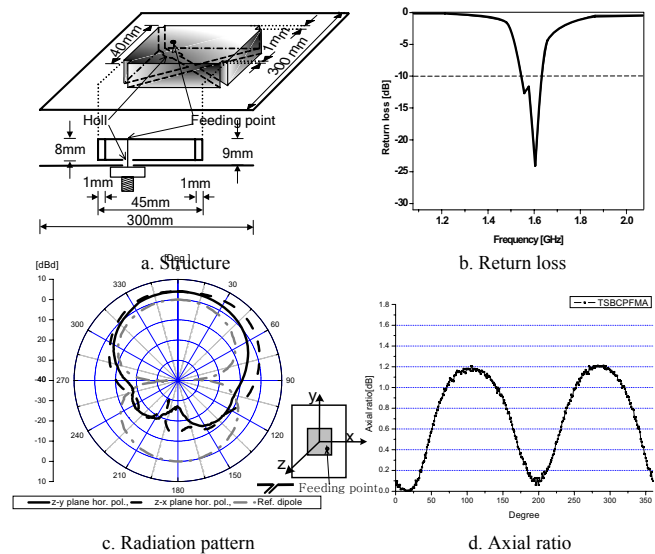 40mm
1mm
300mm
Holl
Feeding point
8mm
9mm
1mm
1mm
45mm
300mm
a. Structure
Return loss [dB]
0
-5
-10
-15
-20
-25
-30
1.2
1.4
1.6
1.8
2.0
Frequency[GHz]
b. Return loss
[dBd]
[Deg.]
10
0
10
20
30
-40
30
20
10
0
10
0
30
60
90
120
150
180
210
240
270
300
330
z-y plane hor. pol., z-x plane hor. pol., Ref. dipole
y
x
z
Feeding point
c. Radiation pattern
TSBCPFMA
Axial ratio[dB]
1.8
1.6
1.4
1.2
1.0
0.8
0.6
0.4
0.2
0.0
0
50
100
150
200
250
300
350
Degree
d. Axial ratio